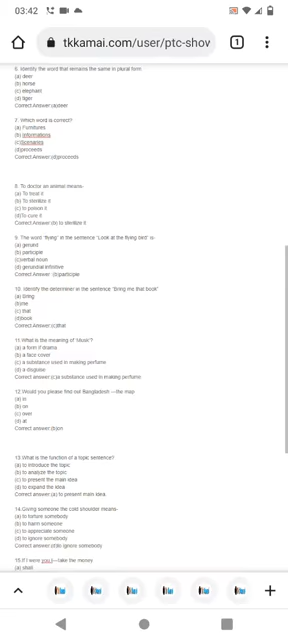 03:42
tkkamai.com/user/ptc-shov
1
6. Identify the word that remains the same in plural form
(a) deer
(b) horse
(c) elephant
(d) tiger
Correct Answer:(a)deer
7. Which word is correct?
(a) Furnitures
(b) Informations
(c)Sceneries
(d)proceeds
Correct Answer:(d)proceeds
8. To doctor an animal means-
(a) To treat it
(b) To sterilize it
(c) to poison it
(d)To cure it
Correct Answer:(b) to sterilize it
9. The word "flying" in the sentence "Look at the flying bird" is-
(a) gerund
(b) participle
(c)verbal noun
(d) gerundial infinitive
Correct Answer: (b)participle
10. Identify the determiner in the sentence "Bring me that book"
(a) Bring
(b)me
(c) that
(d)book
Correct Answer:(c)that
11.What is the meaning of 'Musk'?
(a) a form if drama
(b) a face cover
(c) a substance used in making perfume
(d) a disguise
Correct answer:(c)a substance used in making perfume
12.Would you please find out Bangladesh —the map
(a) is
(b) on
(c) over
(d) at
Correct answer:(b)on
13.What is the function of a topic sentence?
(a) to introduce the topic
(b) to analyze the topic
(c) to present the main idea
(d) to expand the idea
Correct answer.(a) to present main idea.
14.Giving someone the cold shoulder means-
(a) to torture somebody
(b) to harm someone
(c) to appreciate someone
(d) to ignore somebody
Correct answer: ignore somebody
15.If I were you,I—take the money
(a) shall